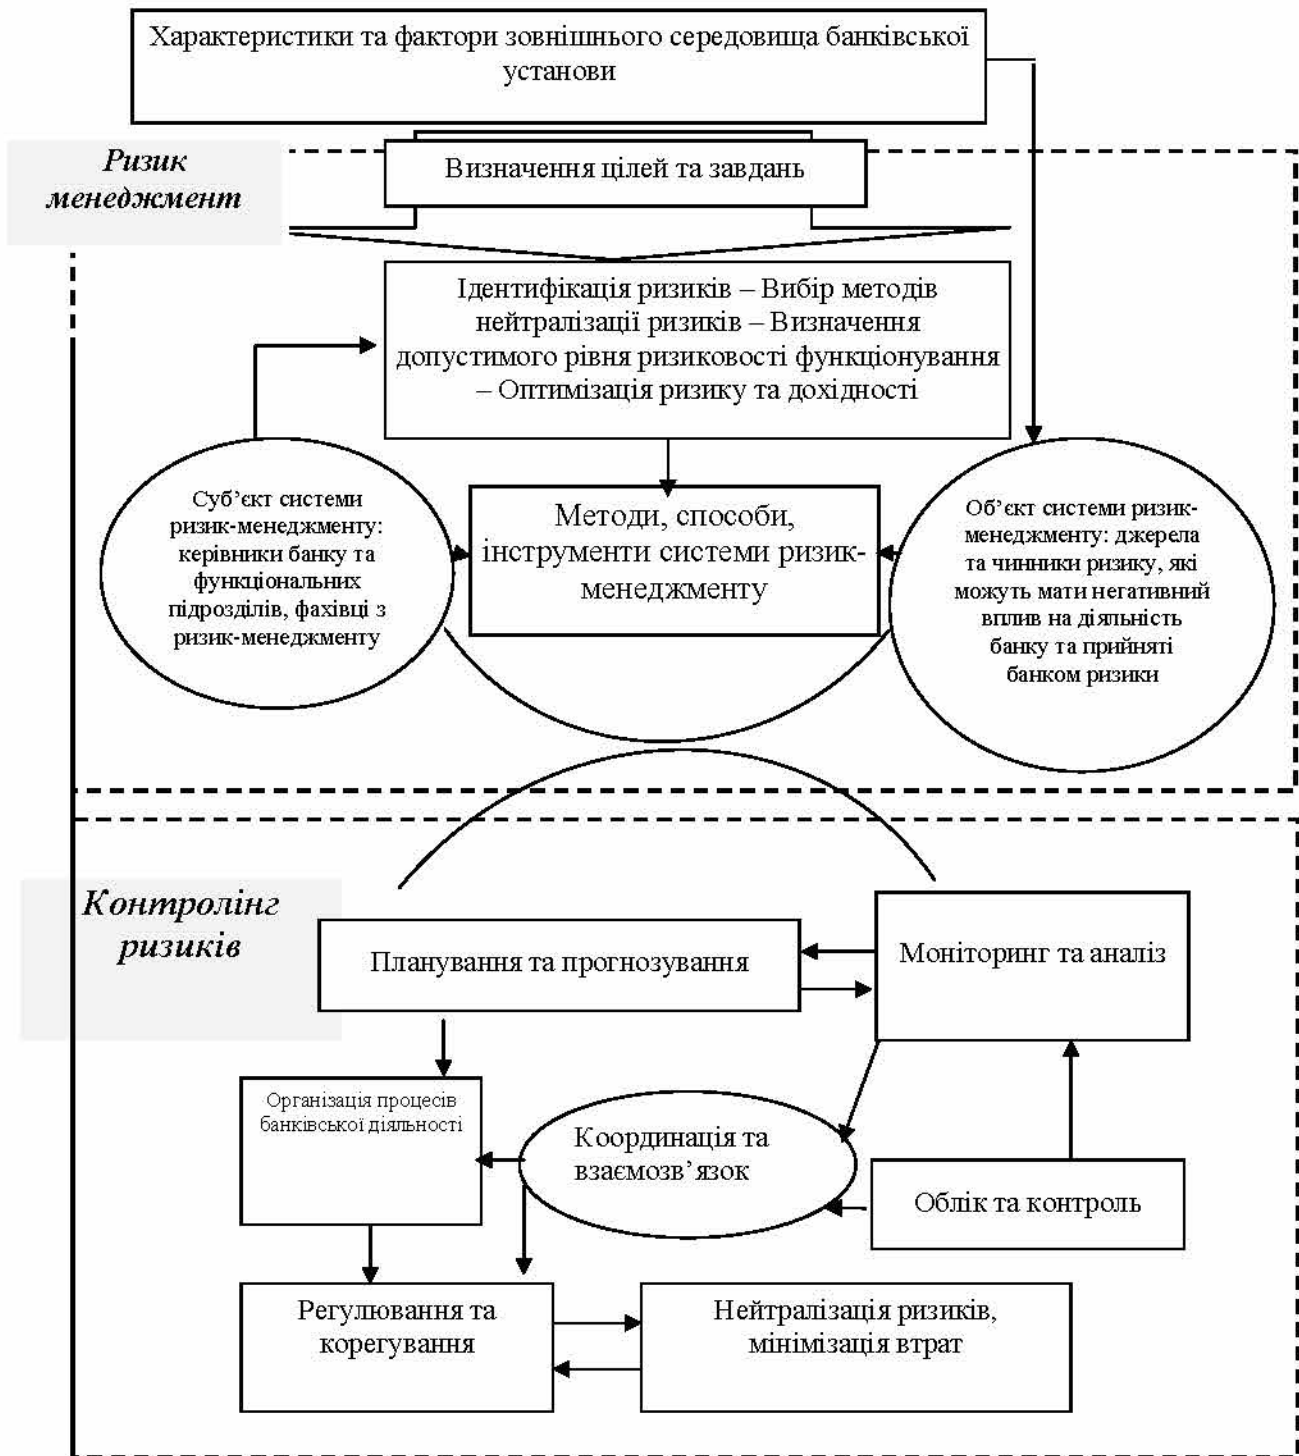 Характеристики та фактори зовнішнього середовища банківської
установи
Ризик
менеджмент
Визначення цілей та завдань
Ідентифікація ризиків – Вибір методів
нейтралізації ризиків – Визначення
допустимого рівня ризиковості функціонування
– Оптимізація ризику та дохідності
Суб’єкт системи
ризик-менеджменту:
керівники банку та
функціональних
підрозділів, фахівці з
ризик-менеджменту
Методи, способи,
інструменти системи ризик-
менеджменту
Об’єкт системи ризик-
менеджменту: джерела
та чинники ризику, які
можуть мати негативний
вплив на діяльність
банку та прийняті
банком ризики
Контролінг
ризиків
Планування та прогнозування
Моніторинг та аналіз
Організація процесів
банківської діяльності
Координація та
взаємозв’язок
Облік та контроль
Регулювання та
корегування
Нейтралізація ризиків,
мінімізація втрат